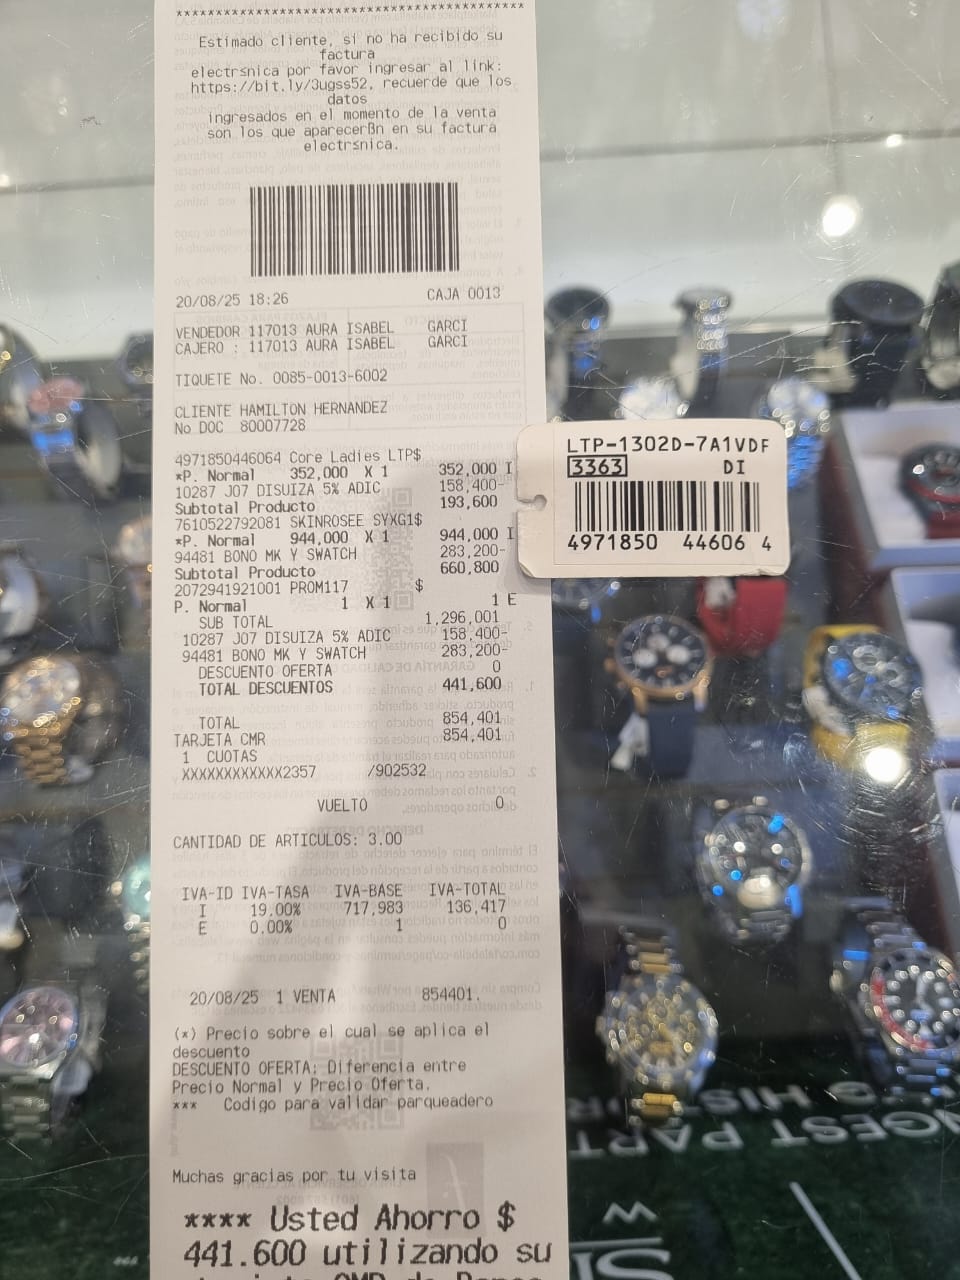 Estimado cliente, si no ha recibido su
factura
electrsnica por favor ingresar al link:
https://bit.ly/3ugss52, recuerde que los
datos
ingresados en el momento de la venta
son los que aparecerßn en su factura
electrsnica.
20/08/25 18:26 CAJA 0013
VENDEDOR 117013 AURA ISABEL GARCI
CAJERO : 117013 AURA ISABEL GARCI
TIQUETE No. 0085-0013-6002
CLIENTE HAMILTON HERNANDEZ
No DOC 80007728
4971850446064 Core Ladies LTP$
*P. Normal 352,000 X 1 352,000 I
10287 J07 DISUIZA 5% ADIC 158,400-
Subtotal Producto 193,600
7610522792081 SKINROSEE SYXG1$
*P. Normal 944,000 X 1 944,000 I
94481 BONO MK Y SWATCH 283,200-
Subtotal Producto 660,800
2072941921001 PROM117 $
P. Normal 1 X 1 1 E
SUB TOTAL 1,296,001
10287 J07 DISUIZA 5% ADIC 158,400-
94481 BONO MK Y SWATCH 283,200-
DESCUENTO OFERTA 0
TOTAL DESCUENTOS 441,600
TOTAL 854,401
TARJETA CMR 854,401
1 CUOTAS
XXXXXXXXXXXX2357 /902532
VUELTO 0
CANTIDAD DE ARTICULOS: 3.00
IVA-ID IVA-TASA IVA-BASE IVA-TOTAL
I 19.00% 717,983 136,417
E 0.00% 1 0
20/08/25 1 VENTA 854401.
(*) Precio sobre el cual se aplica el
descuento
DESCUENTO OFERTA: Diferencia entre
Precio Normal y Precio Oferta.
*** Codigo para validar parqueadero
Muchas gracias por tu visita
**** Usted Ahorro $
441.600 utilizando su
LTP-1302D-7A1VDF
3363 DI
4971850 44606 4